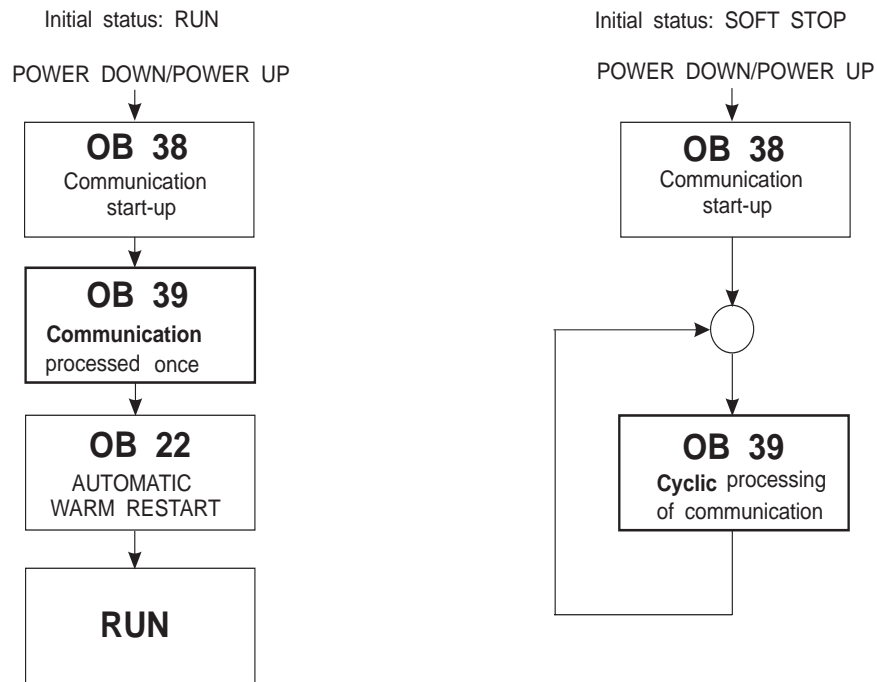 Initial status: RUN
POWER DOWN/POWER UP
OB 38
Communication
start-up
OB 39
Communication
processed once
OB 22
AUTOMATIC
WARM RESTART
RUN
Initial status: SOFT STOP
POWER DOWN/POWER UP
OB 38
Communication
start-up
OB 39
Cyclic processing
of communication